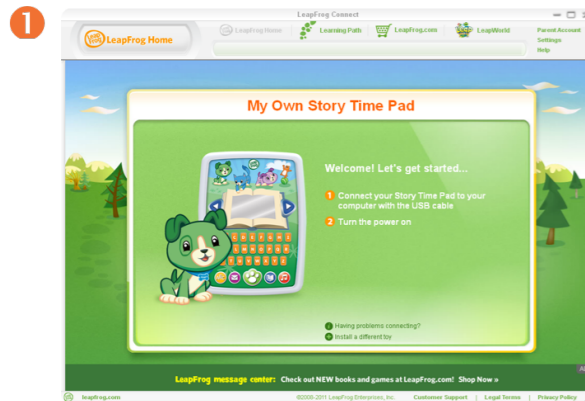 1
LeapFrog Connect
LeapFrog Home
LeapFrog Home
Learning Path
LeapFrog.com
LeapWorld
Parent Account
Settings
Help
My Own Story Time Pad
Welcome! Let's get started...
1 Connect your Story Time Pad to your
computer with the USB cable
2 Turn the power on
Having problems connecting?
Install a different toy
LeapFrog message center: Check out NEW books and games at LeapFrog.com! Shop Now »
leapfrog.com
©2009-2011 LeapFrog Enterprises, Inc.
Customer Support | Legal Terms | Privacy Policy